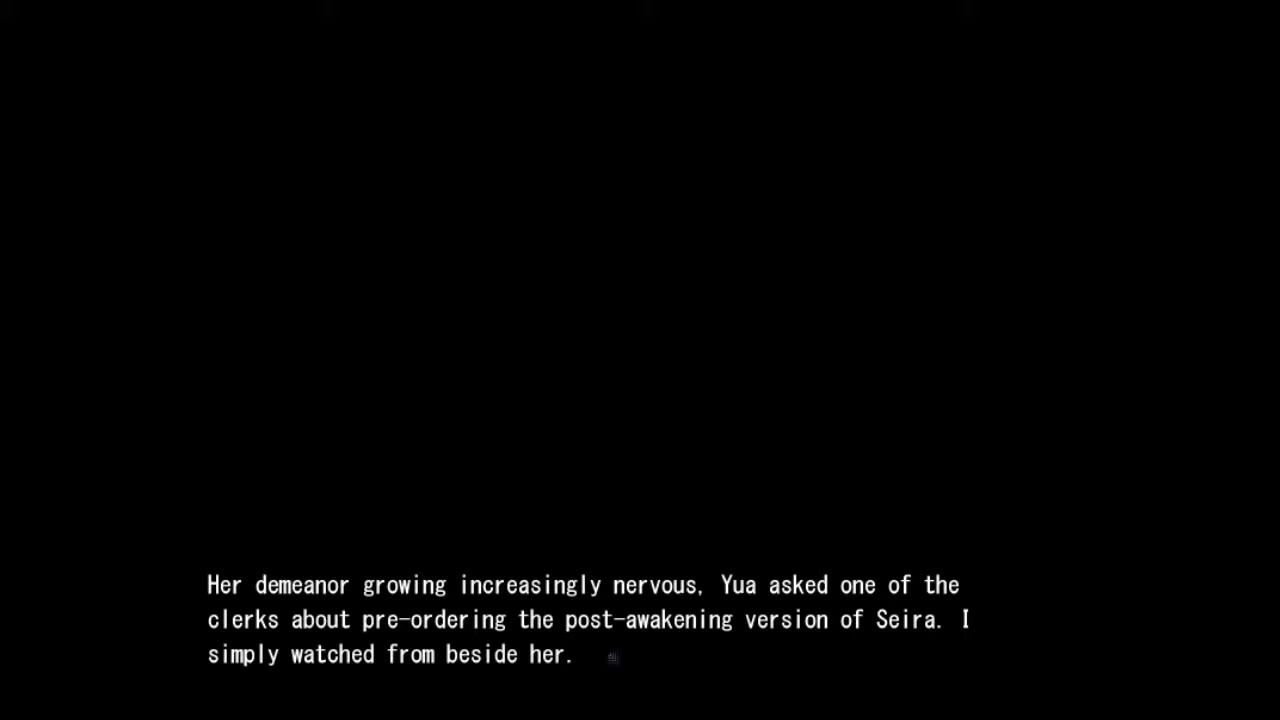 Her demeanor growing increasingly nervous, Yua asked one of the
clerks about pre-ordering the post-awakening version of Seira. I
simply watched from beside her.